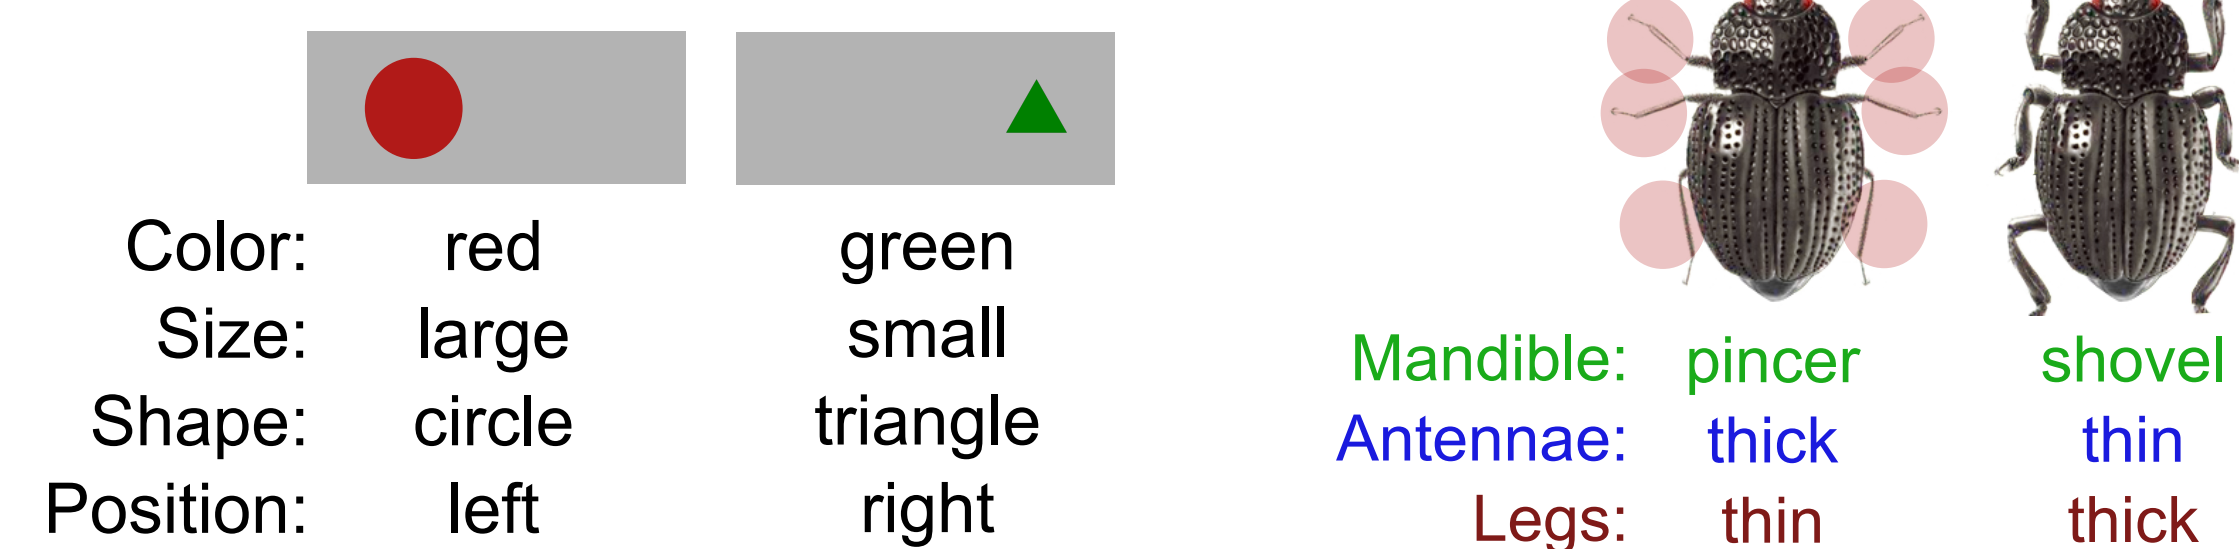 Color: red green
Size: large small
Shape: circle triangle
Position: left right
Mandible: pincer shovel
Antennae: thick thin
Legs: thin thick